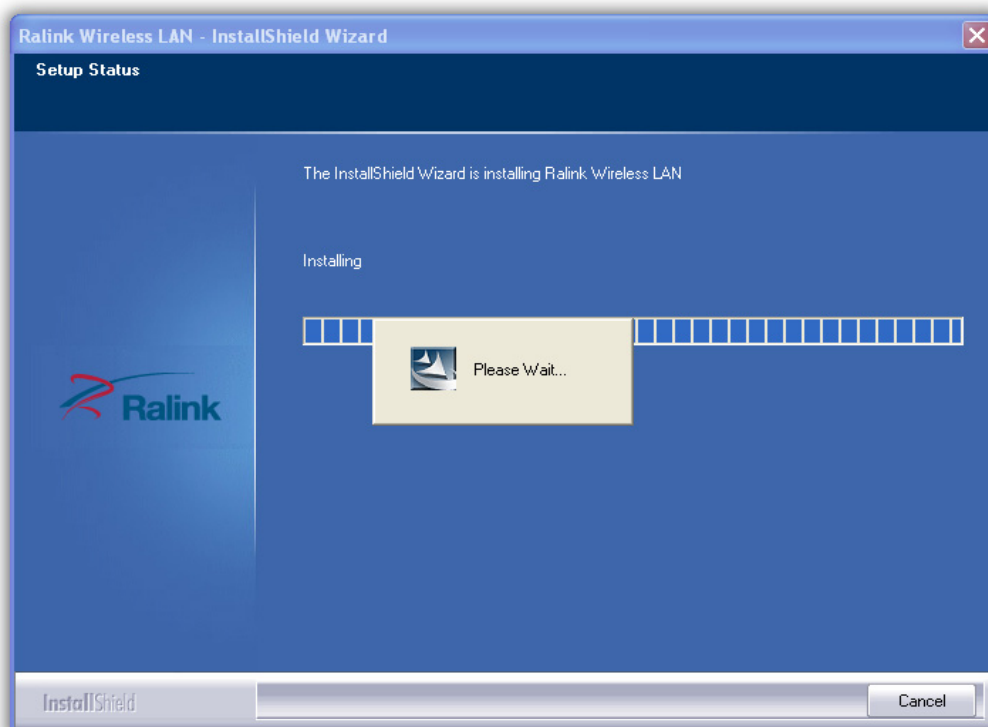 Ralink Wireless LAN - InstallShield Wizard
Setup Status
The InstallShield Wizard is installing Ralink Wireless LAN
Installing
Please Wait...
Ralink
InstallShield
Cancel